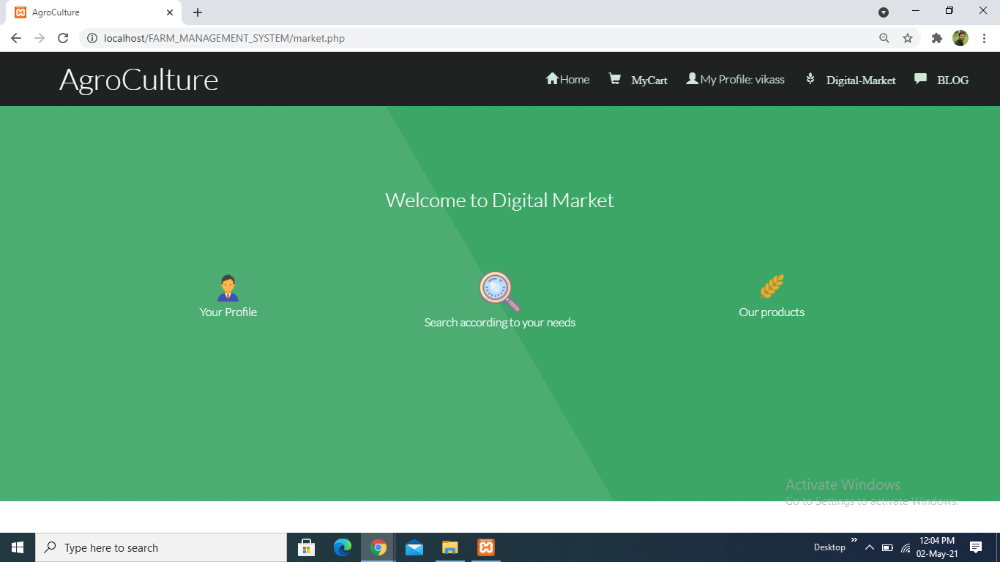 AgroCulture
localhost/FARM_MANAGEMENT_SYSTEM/market.php
AgroCulture
Home MyCart My Profile: vikass Digital-Market BLOG
Welcome to Digital Market
Your Profile
Search according to your needs
Our products
Activate Windows
Go to Settings to activate Windows.
Type here to search
Desktop
12:04 PM
02-May-21